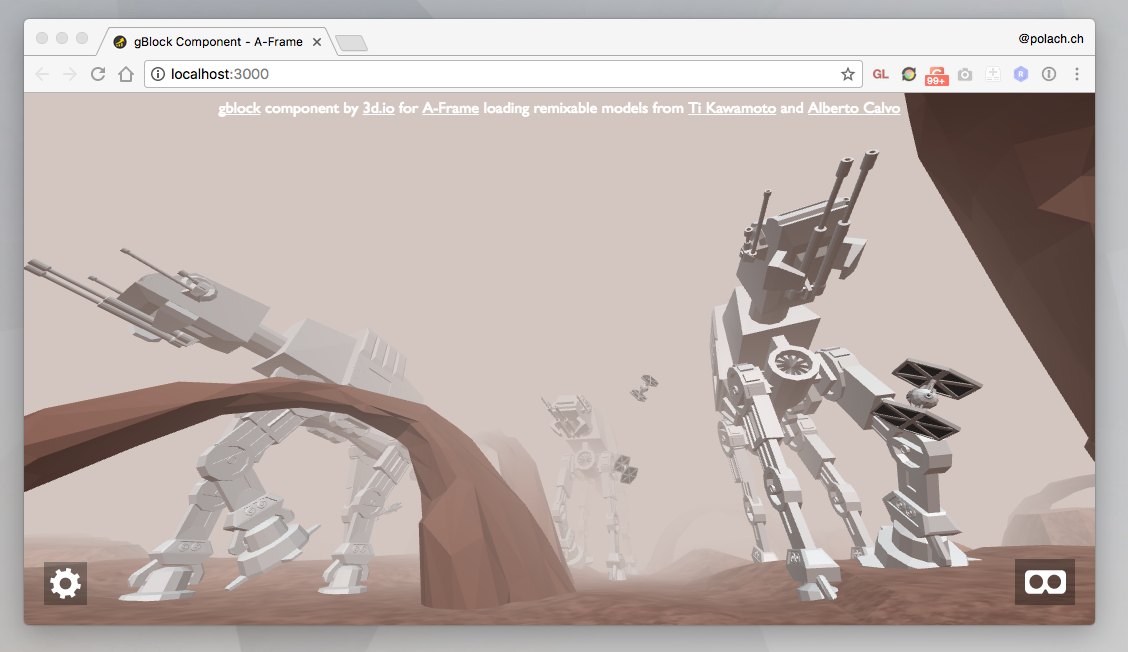 gBlock Component - A-Frame
@polach.ch
localhost:3000
GL
99+
gblock component by 3d.io for A-Frame loading remixable models from Ti Kawamoto and Alberto Calvo